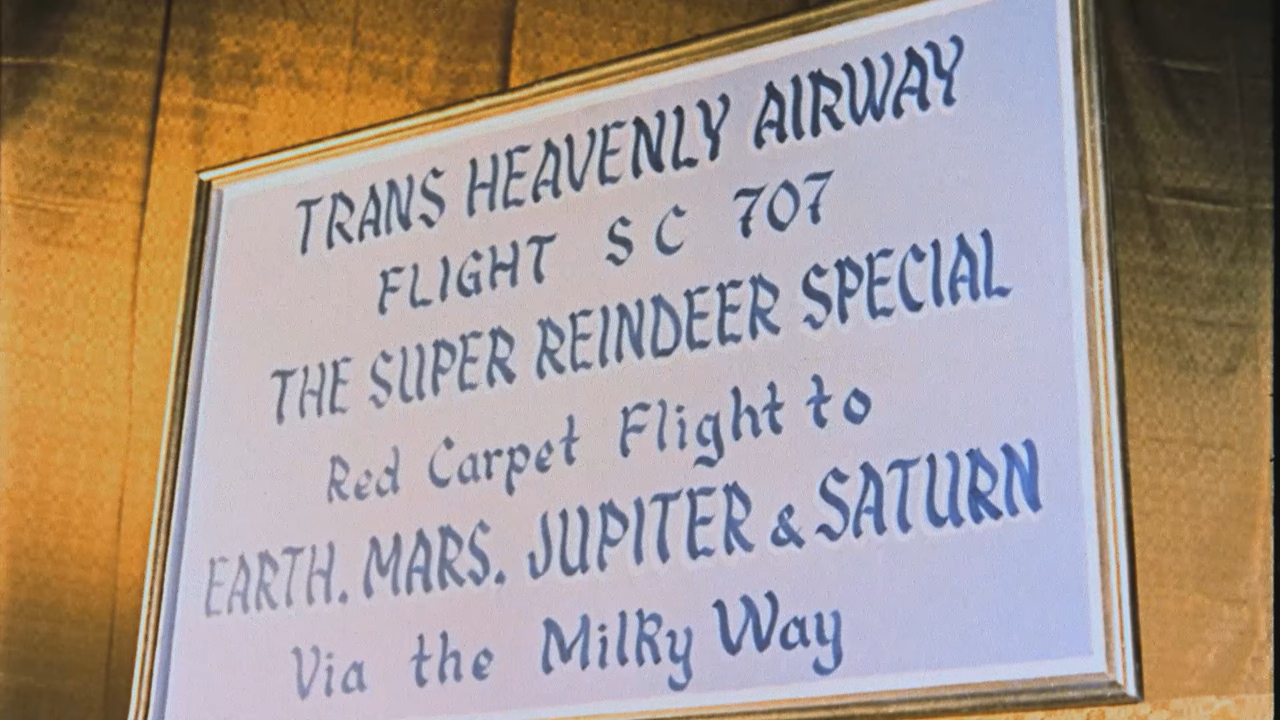 TRANS HEAVENLY AIRWAY
FLIGHT SC 707
THE SUPER REINDEER SPECIAL
Red Carpet Flight to
EARTH. MARS. JUPITER & SATURN
Via the Milky Way